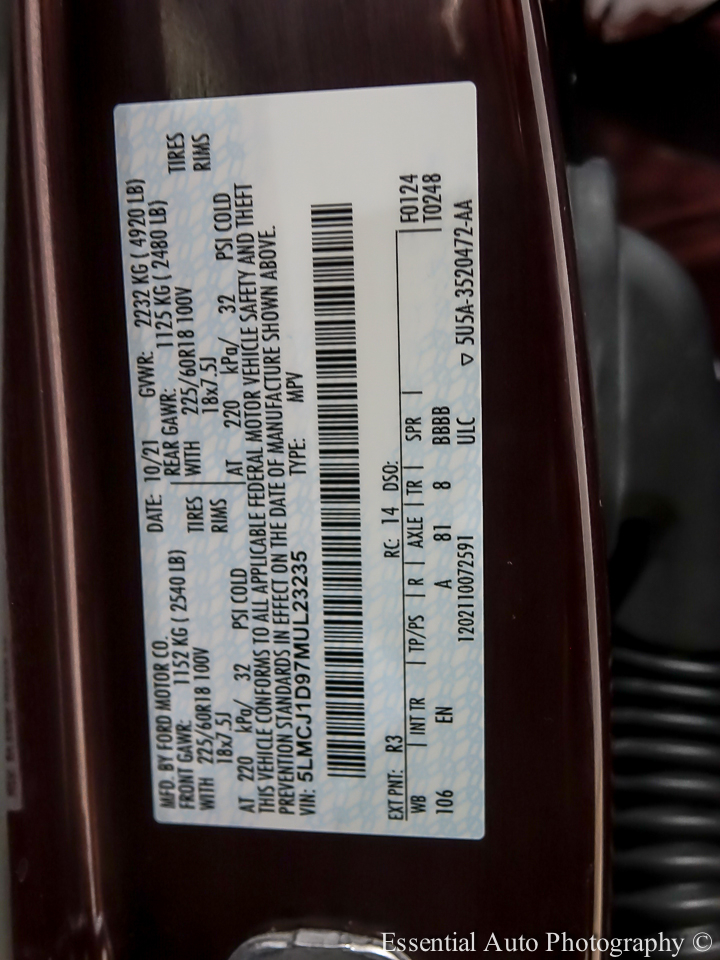 MFD. BY FORD MOTOR CO.
DATE: 10/21 GVWR: 2232 KG ( 4920 LB)
FRONT GAWR: 1152 KG ( 2540 LB) REAR GAWR: 1125 KG ( 2480 LB)
WITH 225/60R18 100V TIRES WITH 225/60R18 100V TIRES
18x7.5J RIMS 18x7.5J RIMS
AT 220 kPa/ 32 PSI COLD AT 220 kPa/ 32 PSI COLD
THIS VEHICLE CONFORMS TO ALL APPLICABLE FEDERAL MOTOR VEHICLE SAFETY AND THEFT
PREVENTION STANDARDS IN EFFECT ON THE DATE OF MANUFACTURE SHOWN ABOVE.
VIN: 5LMCJ1D97MUL23235 TYPE: MPV
EXT PNT: R3 RC: 14 DSO: F0124
WB INT TR TP/PS R AXLE TR SPR T0248
106 EN A 81 8 BBBB
1202110072591 ULC ▽ 5U5A-3520472-AA
Essential Auto Photography ©